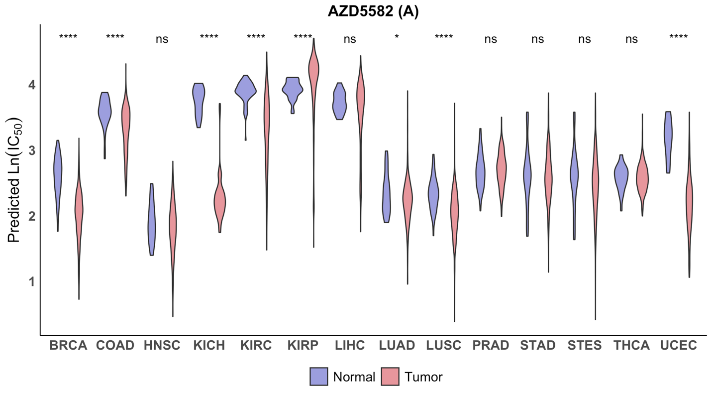 AZD5582 (A)
**** **** ns **** **** **** ns * **** ns ns ns ns ****
Predicted Ln(IC50)
4
3
2
1
BRCA COAD HNSC KICH KIRC KIRP LIHC LUAD LUSC PRAD STAD STES THCA UCEC
Normal Tumor